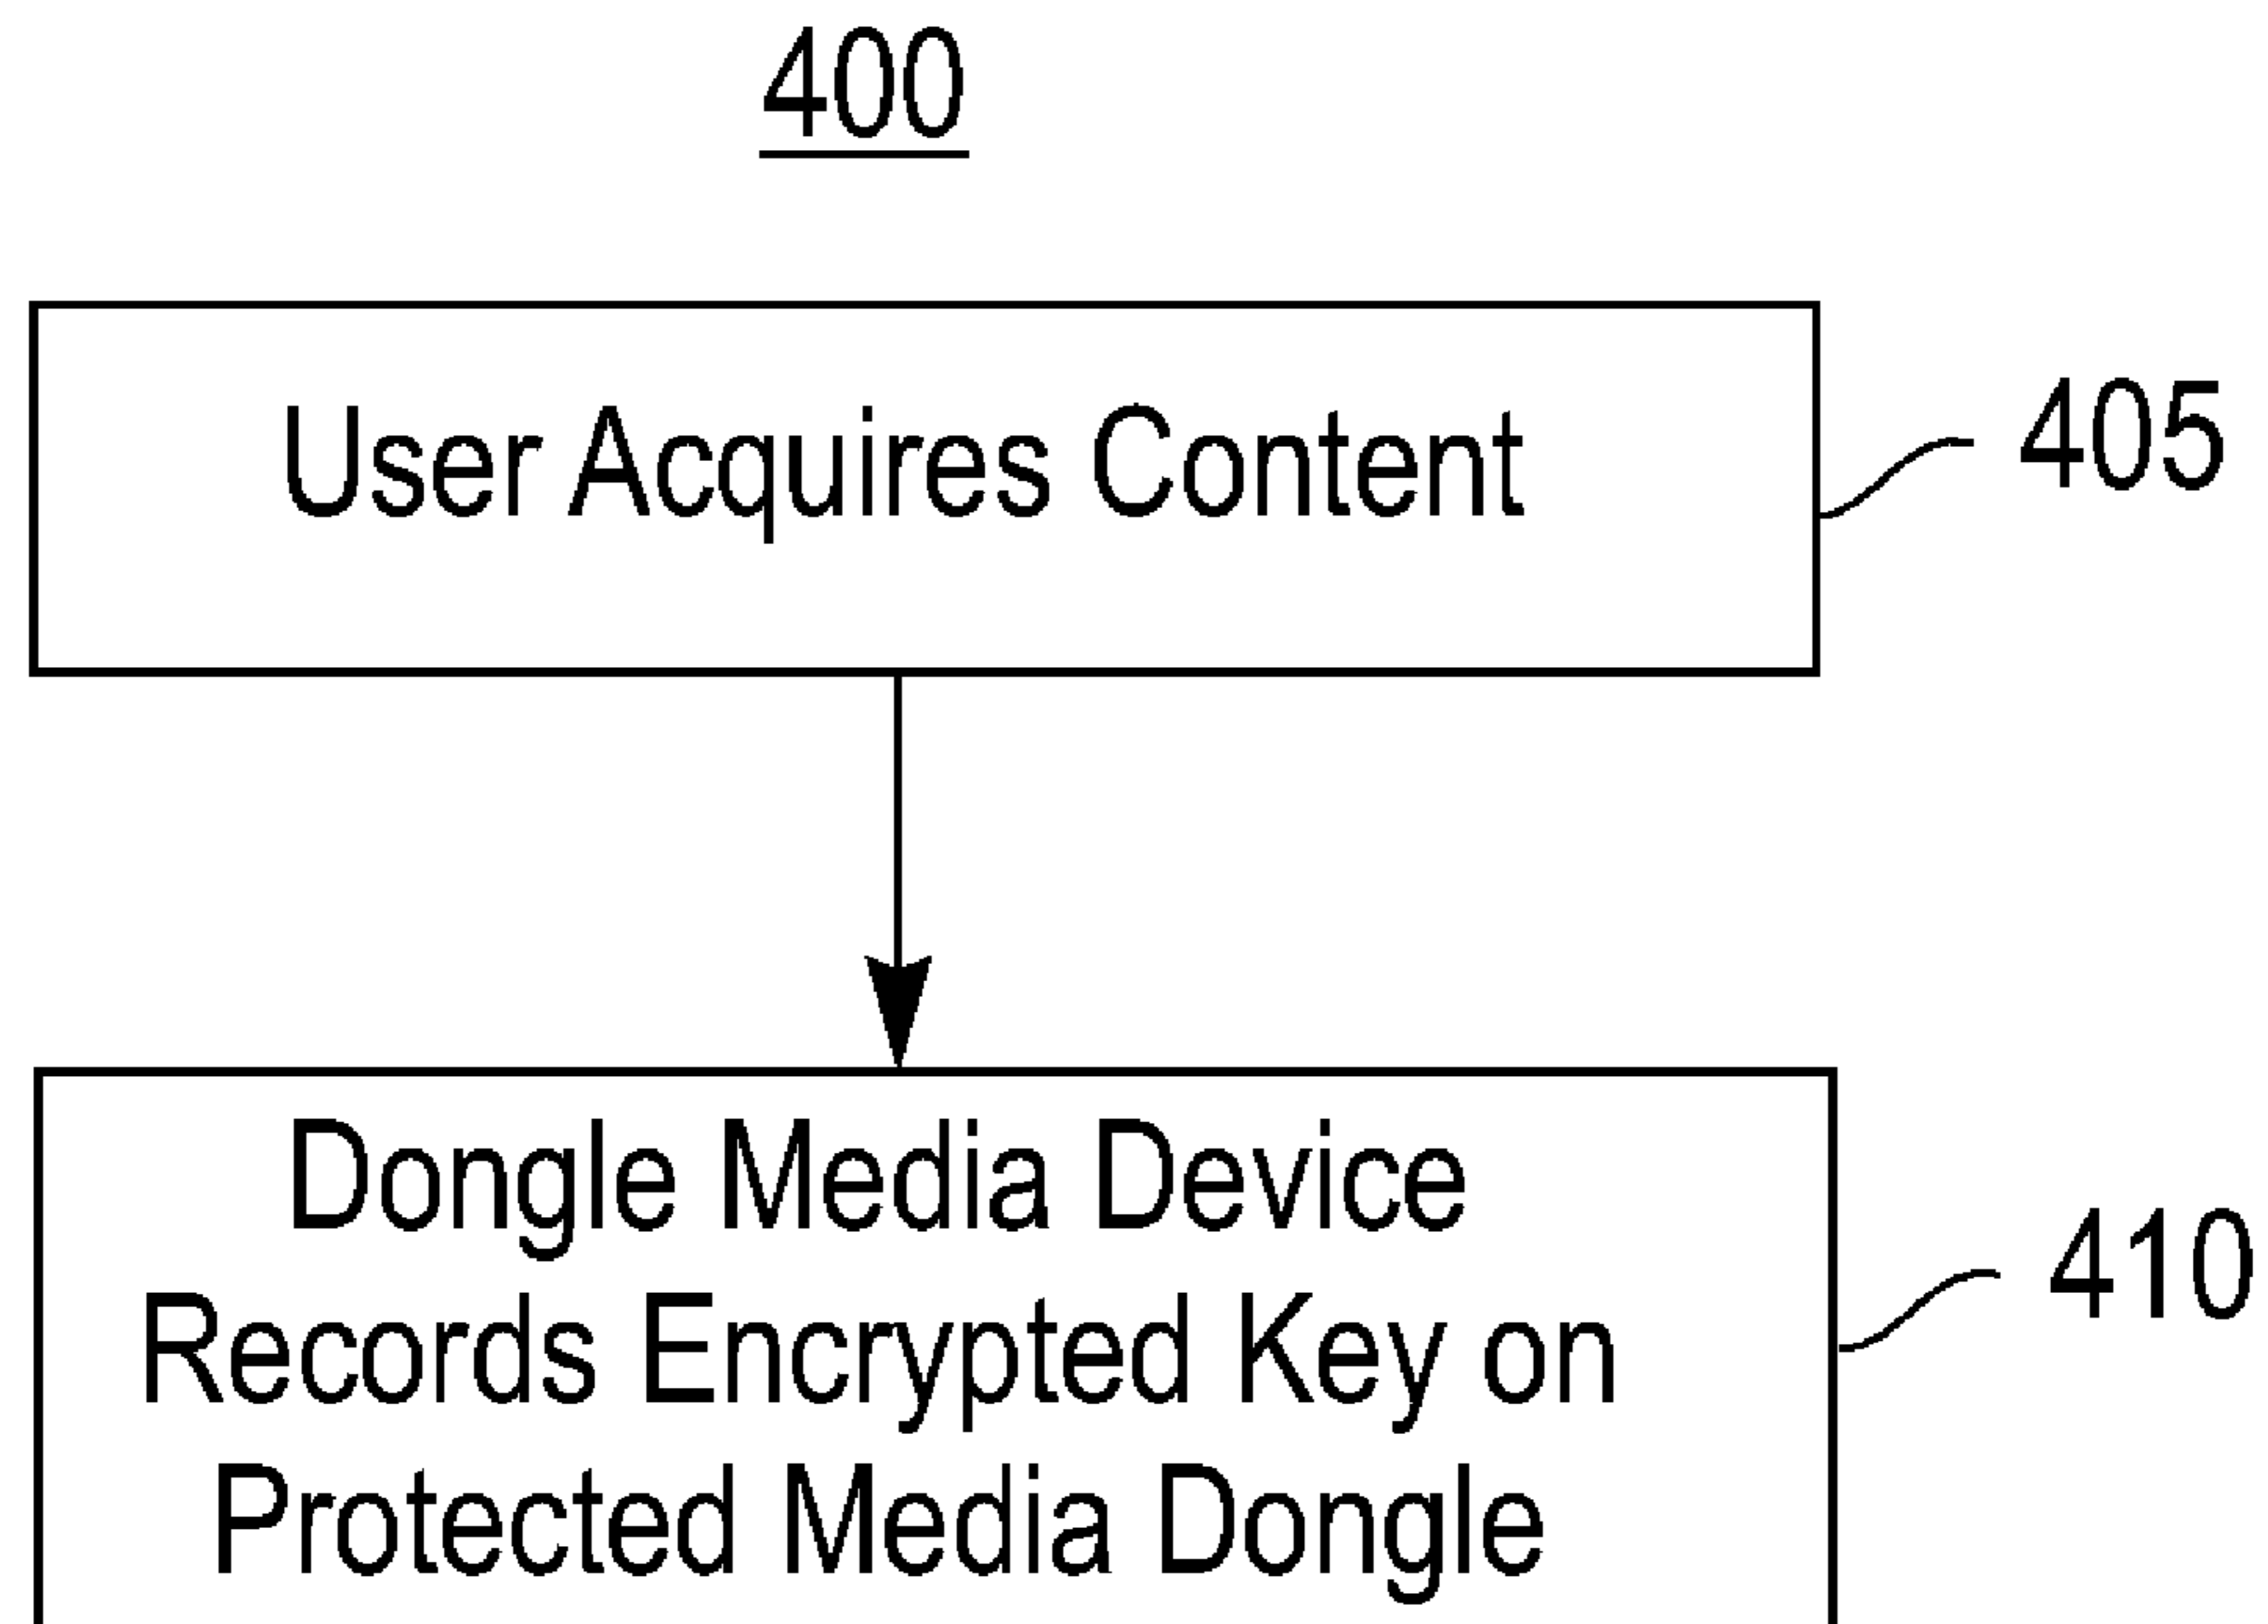 400
User Acquires Content
405
Dongle Media Device
Records Encrypted Key on
Protected Media Dongle
410